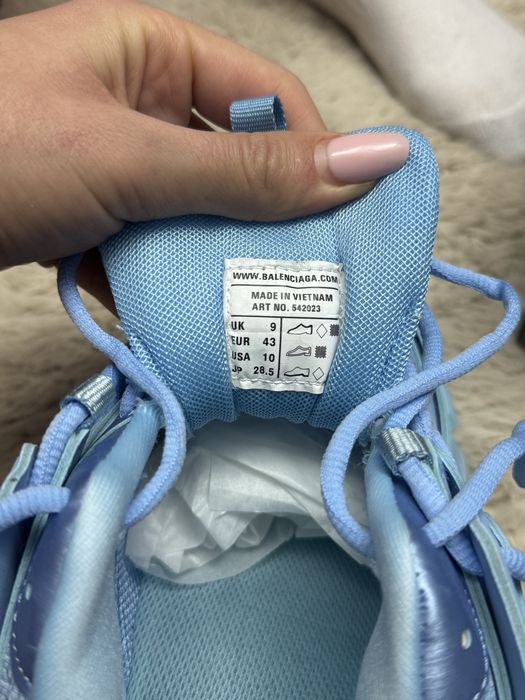 WWW.BALENCIAGA.COM
MADE IN VIETNAM
ART NO. 542023
UK 9
EUR 43
USA 10
JP 28.5